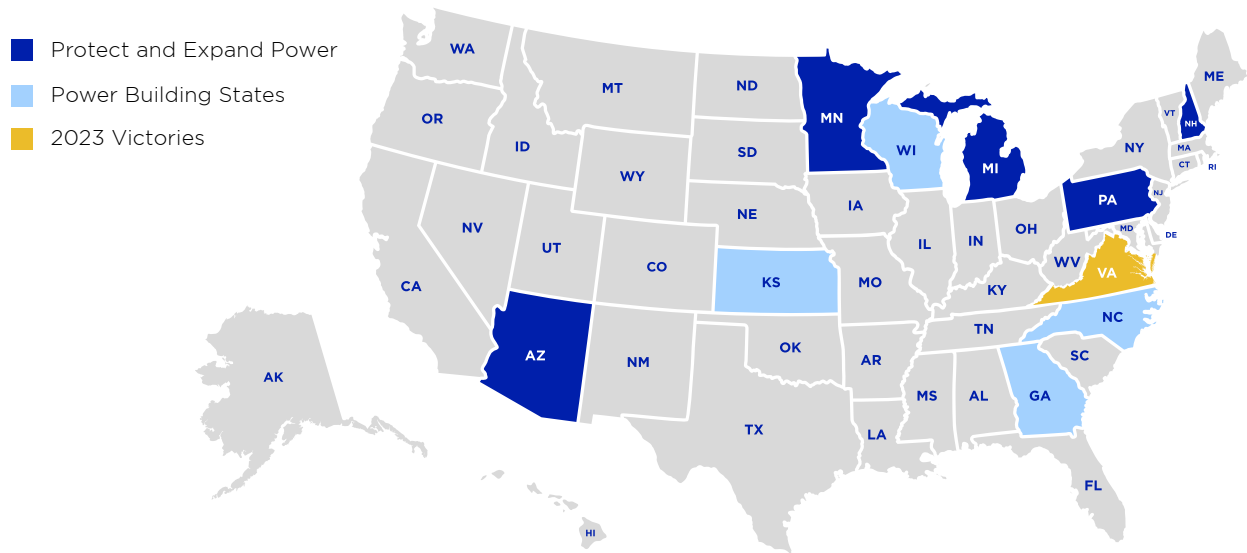 Protect and Expand Power
Power Building States
2023 Victories
WA
MT
ND
MN
ME
OR
ID
SD
WI
MI
VT
NH
NY
MA
CT
RI
WY
NE
IA
PA
NJ
NV
UT
CO
KS
MO
IL
IN
OH
WV
MD
DE
VA
CA
KY
NC
AZ
NM
OK
AR
TN
SC
AK
TX
LA
MS
AL
GA
FL
HI